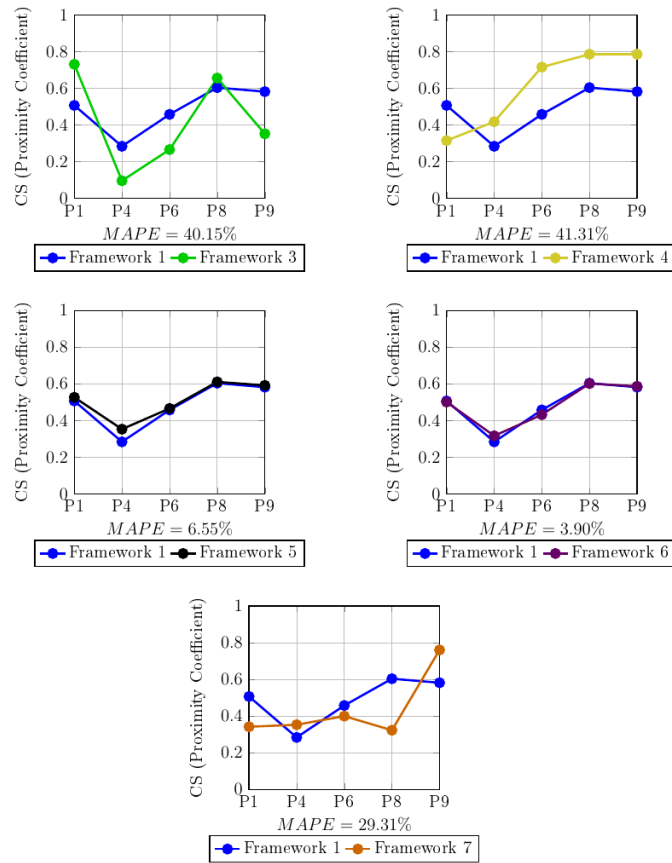 CS (Proximity Coefficient)
1
0.8
0.6
0.4
0.2
0
P1 P4 P6 P8 P9
MAPE = 40.15%
Framework 1 Framework 3
CS (Proximity Coefficient)
1
0.8
0.6
0.4
0.2
0
P1 P4 P6 P8 P9
MAPE = 41.31%
Framework 1 Framework 4
CS (Proximity Coefficient)
1
0.8
0.6
0.4
0.2
0
P1 P4 P6 P8 P9
MAPE = 6.55%
Framework 1 Framework 5
CS (Proximity Coefficient)
1
0.8
0.6
0.4
0.2
0
P1 P4 P6 P8 P9
MAPE = 3.90%
Framework 1 Framework 6
CS (Proximity Coefficient)
1
0.8
0.6
0.4
0.2
0
P1 P4 P6 P8 P9
MAPE = 29.31%
Framework 1 Framework 7